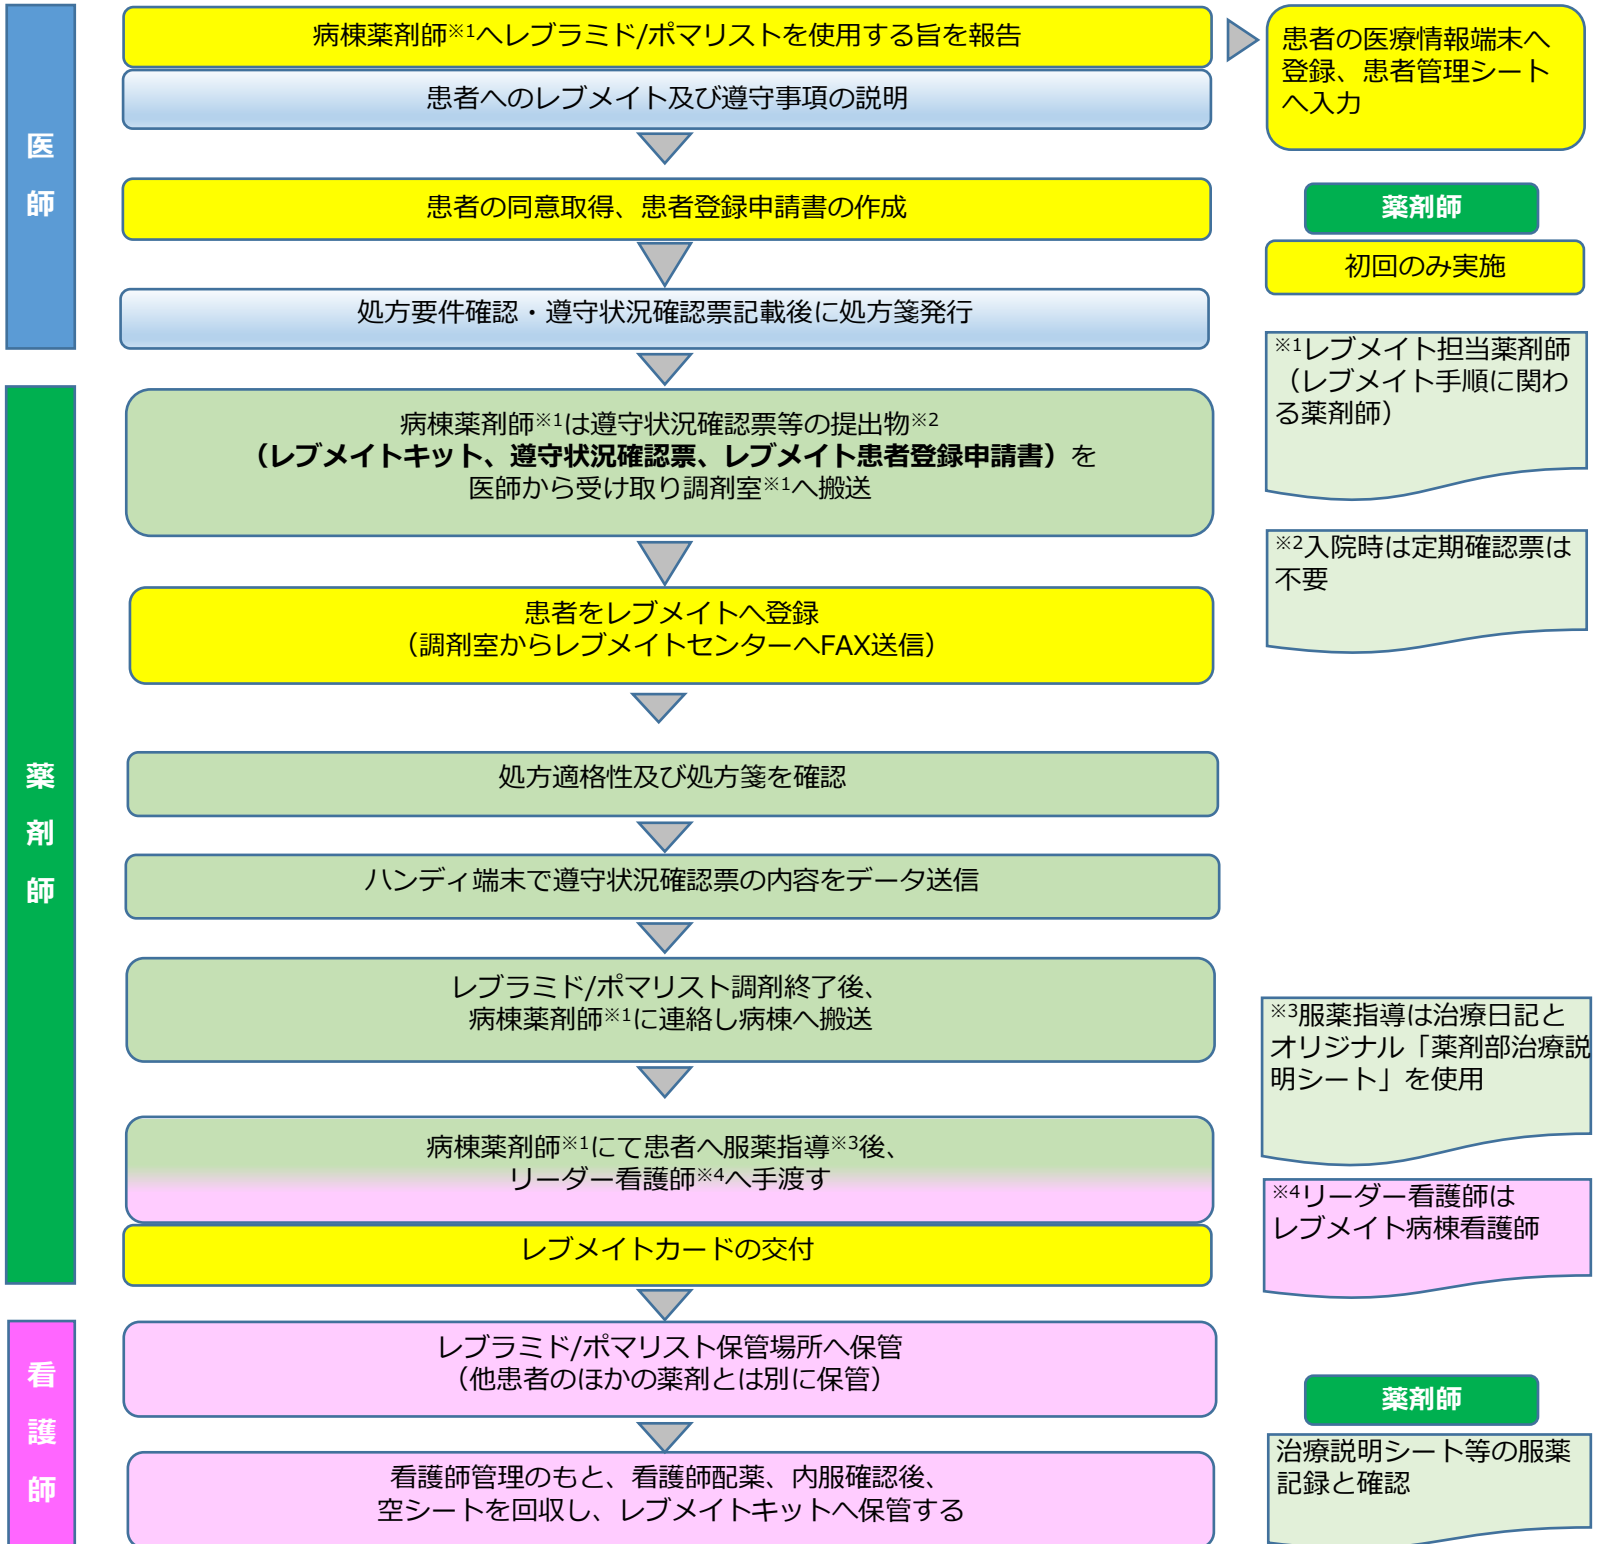 医師
病棟薬剤師※1へレブラミド/ポマリストを使用する旨を報告
患者へのレブメイト及び遵守事項の説明
患者の医療情報端末へ
登録、患者管理シート
へ入力
患者の同意取得、患者登録申請書の作成
薬剤師
初回のみ実施
処方要件確認・遵守状況確認票記載後に処方箋発行
※1レブメイト担当薬剤師
（レブメイト手順に関わ
る薬剤師）
薬剤師
病棟薬剤師※1は遵守状況確認票等の提出物※2
（レブメイトキット、遵守状況確認票、レブメイト患者登録申請書）を
医師から受け取り調剤室※1へ搬送
※2入院時は定期確認票は
不要
患者をレブメイトへ登録
（調剤室からレブメイトセンターへFAX送信）
処方適格性及び処方箋を確認
ハンディ端末で遵守状況確認票の内容をデータ送信
レブラミド/ポマリスト調剤終了後、
病棟薬剤師※1に連絡し病棟へ搬送
※3服薬指導は治療日記と
オリジナル「薬剤部治療説
明シート」を使用
病棟薬剤師※1にて患者へ服薬指導※3後、
リーダー看護師※4へ手渡す
※4リーダー看護師は
レブメイト病棟看護師
レブメイトカードの交付
看護師
レブラミド/ポマリスト保管場所へ保管
（他患者のほかの薬剤とは別に保管）
薬剤師
看護師管理のもと、看護師配薬、内服確認後、
空シートを回収し、レブメイトキットへ保管する
治療説明シート等の服薬
記録と確認